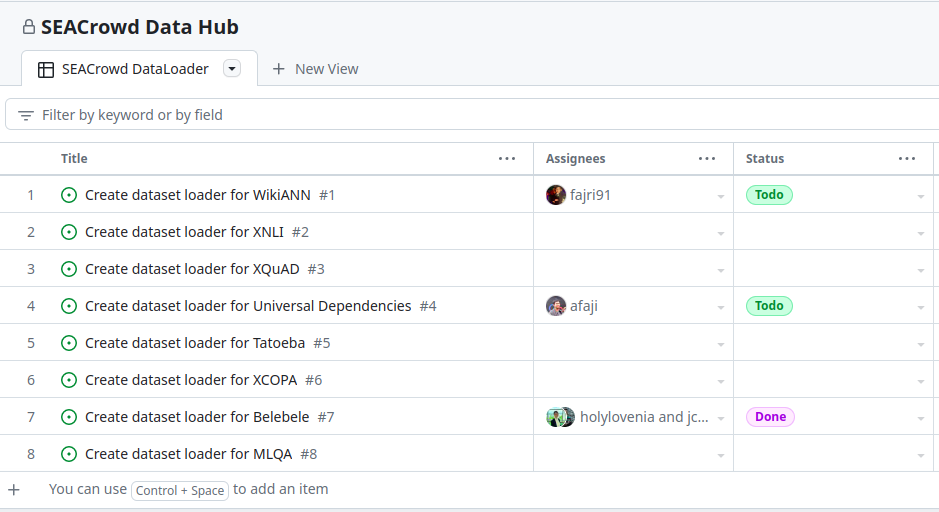 SEACrowd Data Hub
SEACrowd DataLoader
New View
Filter by keyword or by field
Title Assignees Status
1 Create dataset loader for WikiANN #1 fajri91 Todo
2 Create dataset loader for XNLI #2
3 Create dataset loader for XQuAD #3
4 Create dataset loader for Universal Dependencies #4 afaji Todo
5 Create dataset loader for Tatoeba #5
6 Create dataset loader for XCOPA #6
7 Create dataset loader for Belebele #7 holylovenia and jc... Done
8 Create dataset loader for MLQA #8
You can use Control + Space to add an item